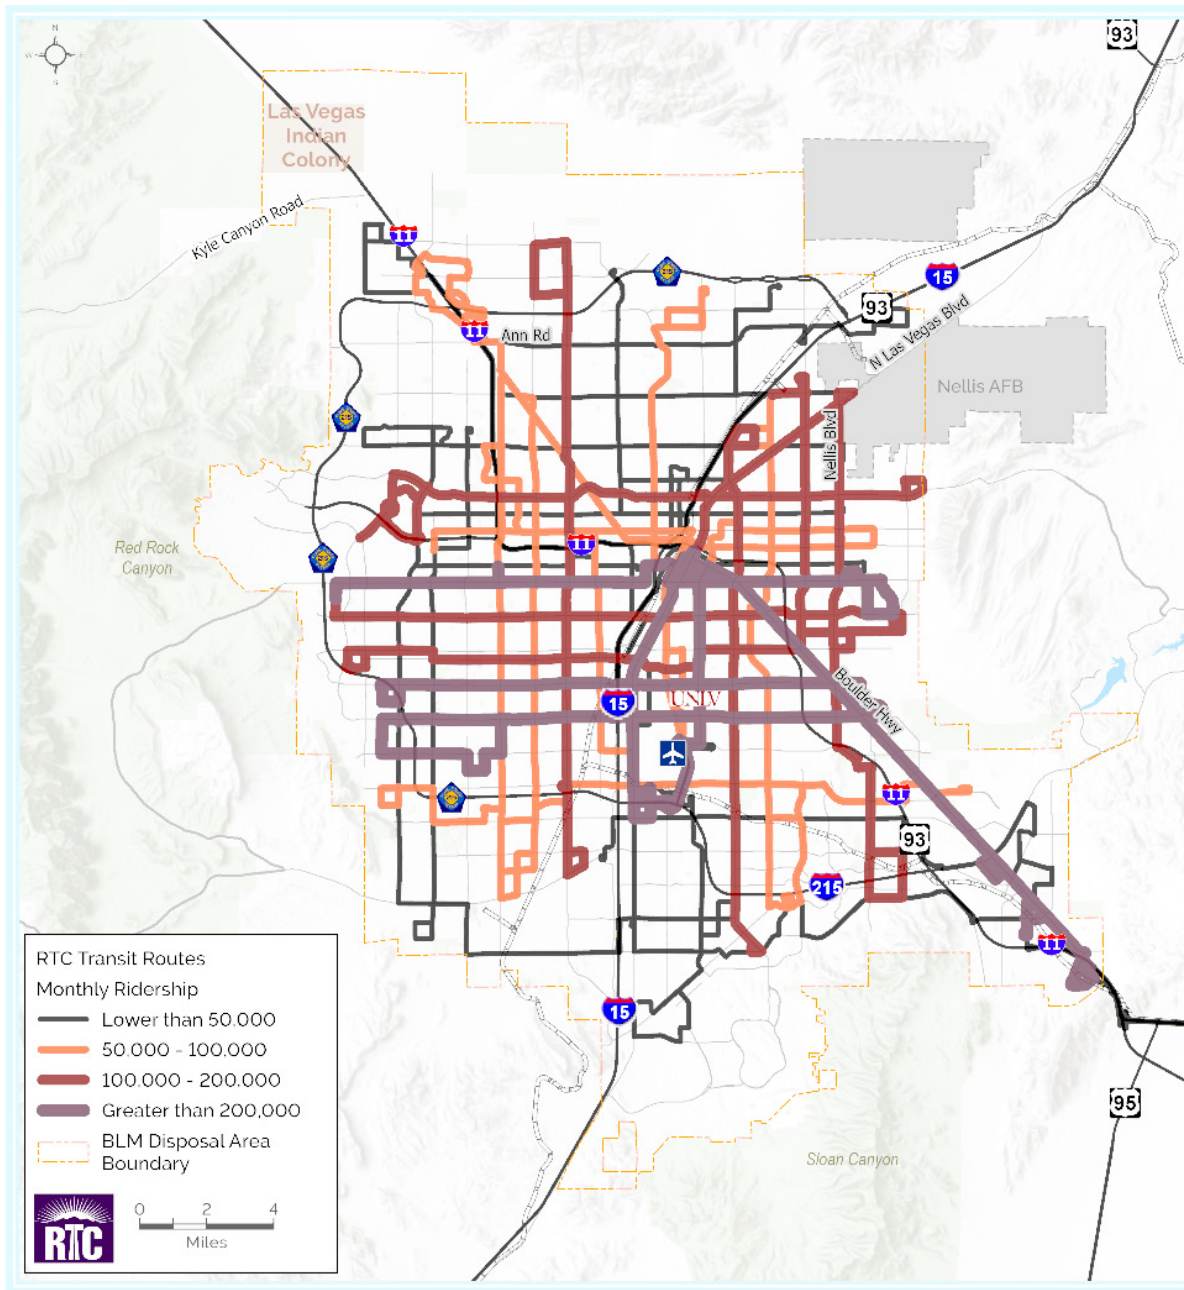 N
W
E
S
93
Las Vegas
Indian
Colony
Kyle Canyon Road
11
15
93
11
Ann Rd
N Las Vegas Blvd
Nellis AFB
Nellis Blvd
Red Rock
Canyon
11
15
UNLV
Boulder Hwy
11
93
215
11
15
95
Sloan Canyon
RTC Transit Routes
Monthly Ridership
Lower than 50.000
50.000 - 100.000
100.000 - 200.000
Greater than 200,000
BLM Disposal Area
Boundary
RTC
0 2 4
Miles